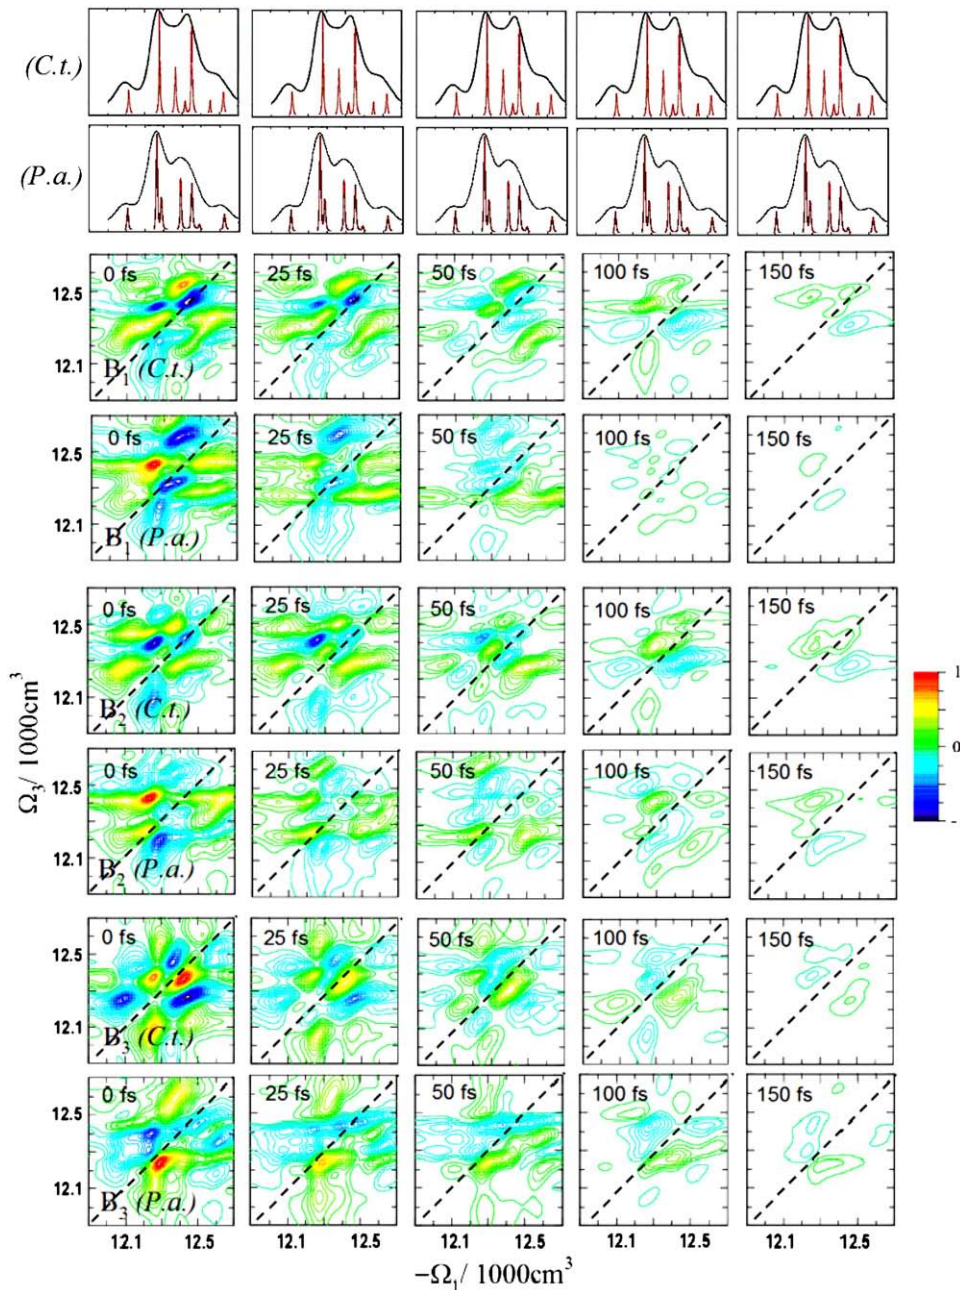 (C.t.)
(P.a.)
0 fs 25 fs 50 fs 100 fs 150 fs
12.5
12.1
B1 (C.t.)
0 fs 25 fs 50 fs 100 fs 150 fs
12.5
12.1
B1 (P.a.)
0 fs 25 fs 50 fs 100 fs 150 fs
12.5
12.1
B2 (C.t.)
0 fs 25 fs 50 fs 100 fs 150 fs
12.5
12.1
B2 (P.a.)
0 fs 25 fs 50 fs 100 fs 150 fs
12.5
12.1
B3 (C.t.)
0 fs 25 fs 50 fs 100 fs 150 fs
12.5
12.1
B3 (P.a.)
12.1 12.5 12.1 12.5 12.1 12.5 12.1 12.5 12.1 12.5
−Ω1/ 1000cm³
Ω3/ 1000cm³
1
0
-